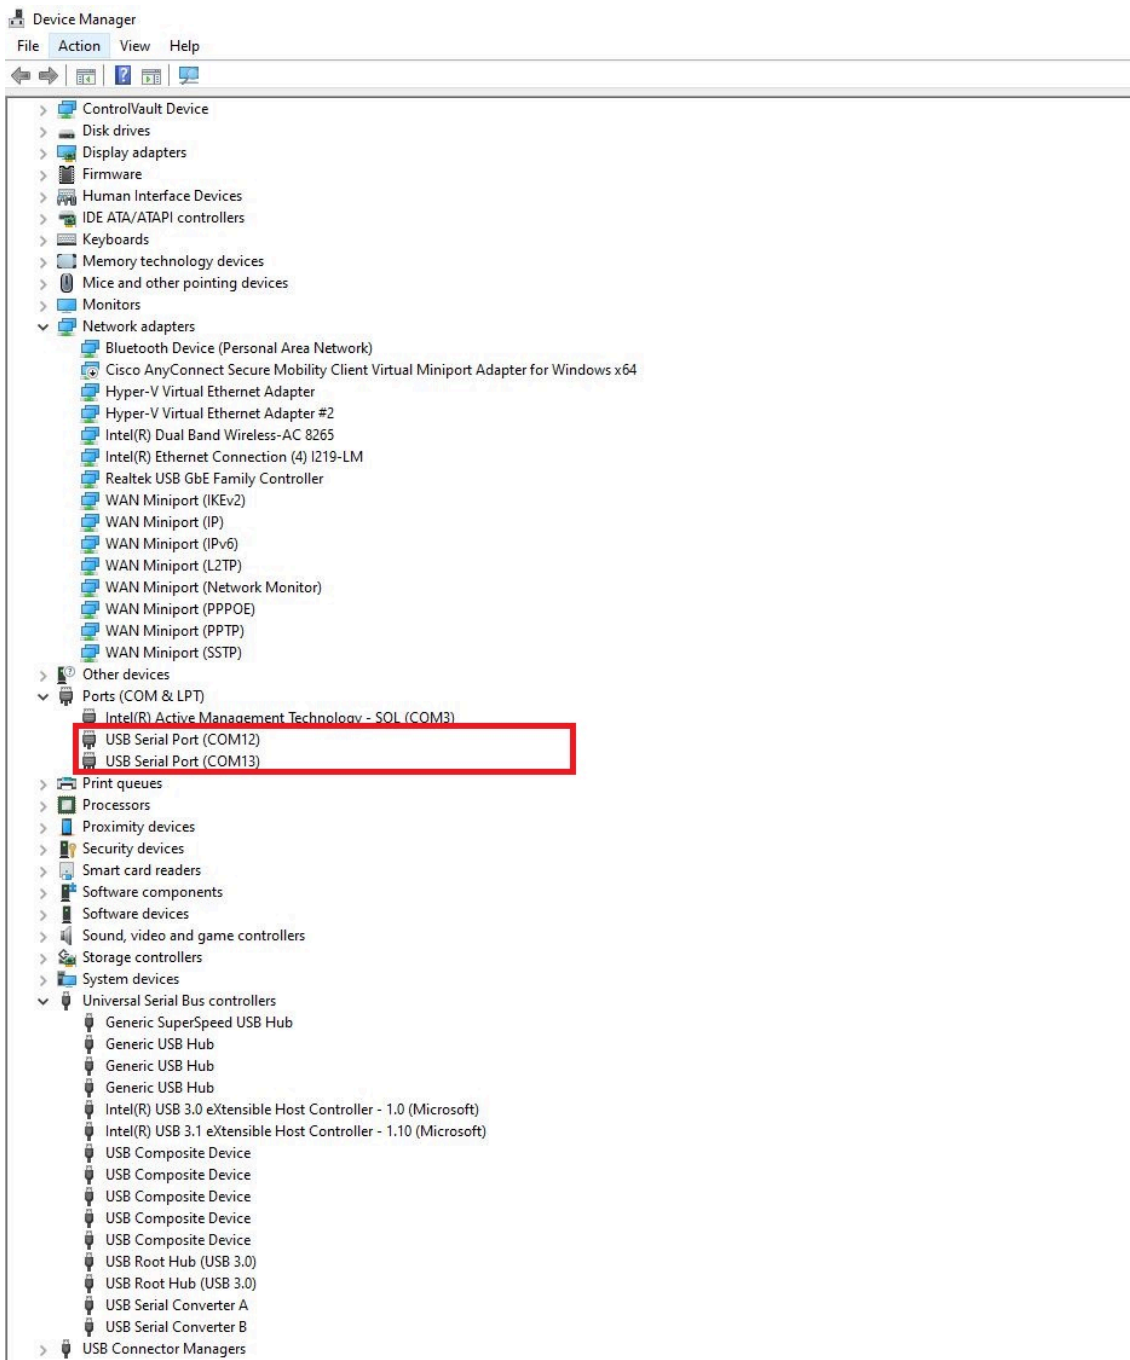 Device Manager
File Action View Help
ControlVault Device
Disk drives
Display adapters
Firmware
Human Interface Devices
IDE ATA/ATAPI controllers
Keyboards
Memory technology devices
Mice and other pointing devices
Monitors
Network adapters
Bluetooth Device (Personal Area Network)
Cisco AnyConnect Secure Mobility Client Virtual Miniport Adapter for Windows x64
Hyper-V Virtual Ethernet Adapter
Hyper-V Virtual Ethernet Adapter #2
Intel(R) Dual Band Wireless-AC 8265
Intel(R) Ethernet Connection (4) I219-LM
Realtek USB GbE Family Controller
WAN Miniport (IKEv2)
WAN Miniport (IP)
WAN Miniport (IPv6)
WAN Miniport (L2TP)
WAN Miniport (Network Monitor)
WAN Miniport (PPPOE)
WAN Miniport (PPTP)
WAN Miniport (SSTP)
Other devices
Ports (COM & LPT)
Intel(R) Active Management Technology - SOL (COM3)
USB Serial Port (COM12)
USB Serial Port (COM13)
Print queues
Processors
Proximity devices
Security devices
Smart card readers
Software components
Software devices
Sound, video and game controllers
Storage controllers
System devices
Universal Serial Bus controllers
Generic SuperSpeed USB Hub
Generic USB Hub
Generic USB Hub
Generic USB Hub
Intel(R) USB 3.0 eXtensible Host Controller - 1.0 (Microsoft)
Intel(R) USB 3.1 eXtensible Host Controller - 1.10 (Microsoft)
USB Composite Device
USB Composite Device
USB Composite Device
USB Composite Device
USB Composite Device
USB Root Hub (USB 3.0)
USB Root Hub (USB 3.0)
USB Serial Converter A
USB Serial Converter B
USB Connector Managers